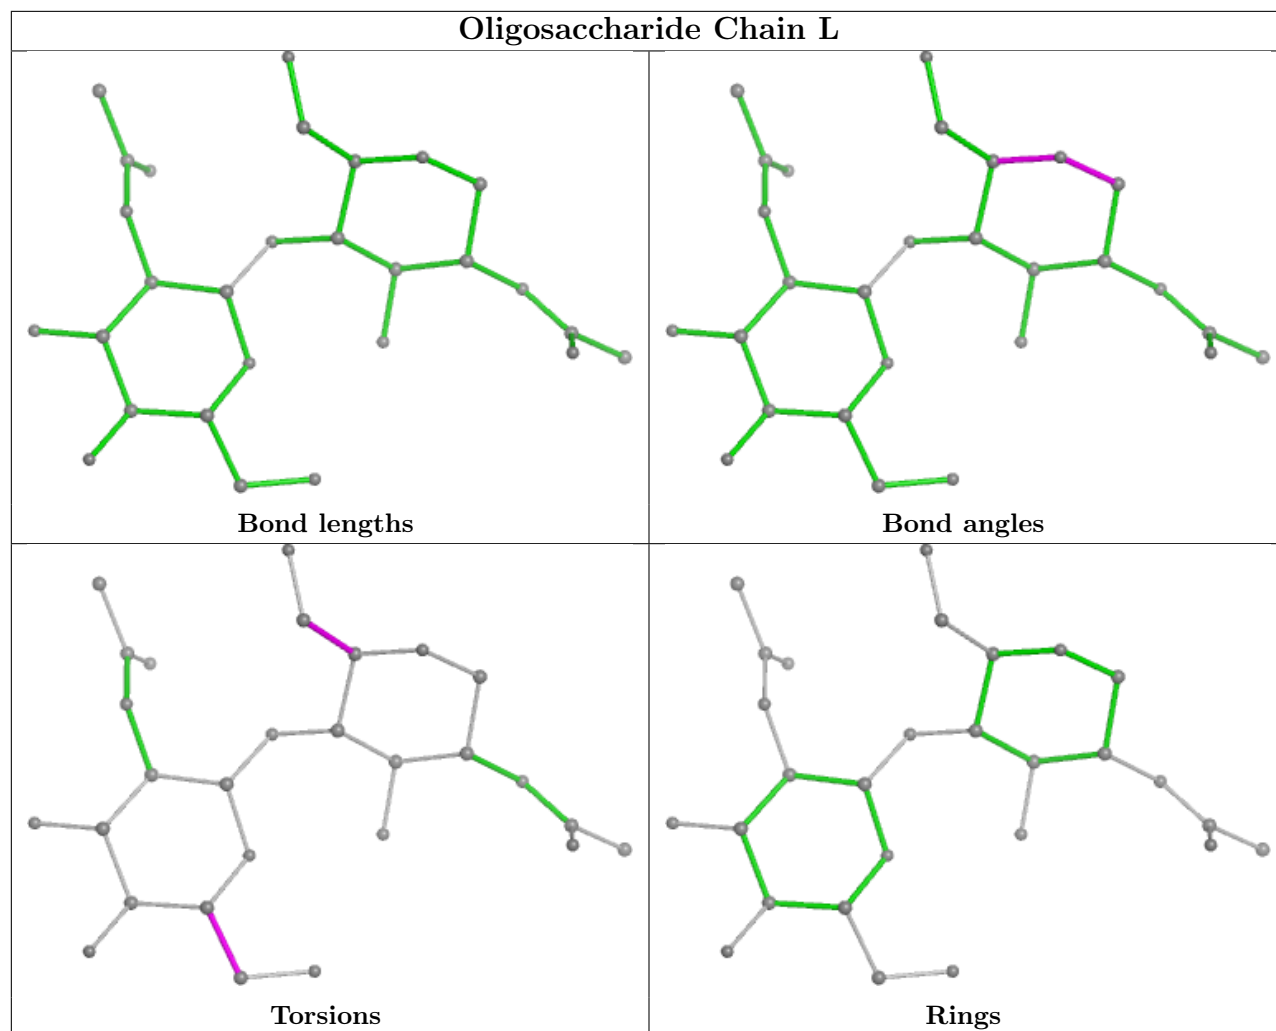 Oligosaccharide Chain L
Bond lengths
Bond angles
Torsions
Rings